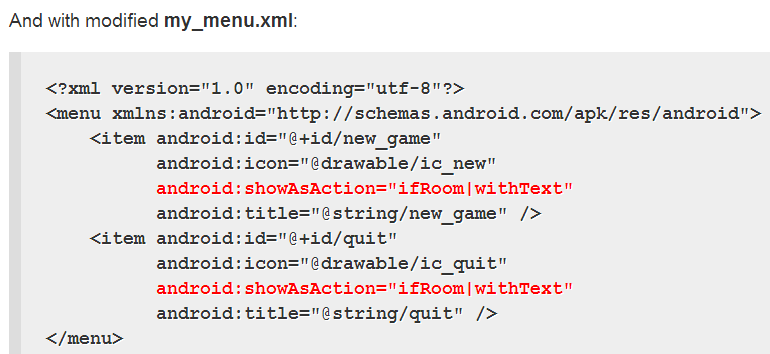 And with modified my_menu.xml:
<?xml version="1.0" encoding="utf-8"?>
<menu xmlns:android="http://schemas.android.com/apk/res/android">
    <item android:id="@+id/new_game"
          android:icon="@drawable/ic_new"
          android:showAsAction="ifRoom|withText"
          android:title="@string/new_game" />
    <item android:id="@+id/quit"
          android:icon="@drawable/ic_quit"
          android:showAsAction="ifRoom|withText"
          android:title="@string/quit" />
</menu>